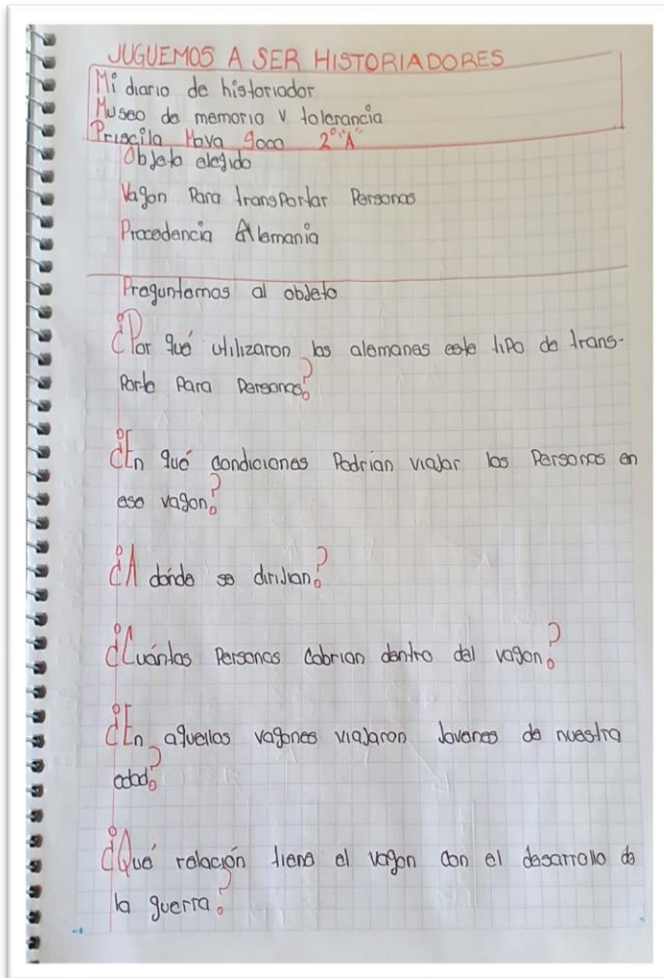 JUGUEMOS A SER HISTORIADORES
Mi diario de historiador
Museo de memoria y tolerancia
Priscila 2° "A"
Objeto elegido
Vagon Para transportar Personas
Procedencia Alemania
Preguntemos al objeto
¿Por qué utilizaron los alemanes este tipo de trans-
Porte Para Personas?
¿En qué condiciones Podrian viajar las Personas en
ese vagon?
¿A dónde se dirijian?
¿Cuántas Personas Cabrian dentro del vagon?
¿En aquellos vagones viajaron Jovenes de nuestra
edad?
¿Qué relación tiene el vagon con el desarrollo de
la guerra?